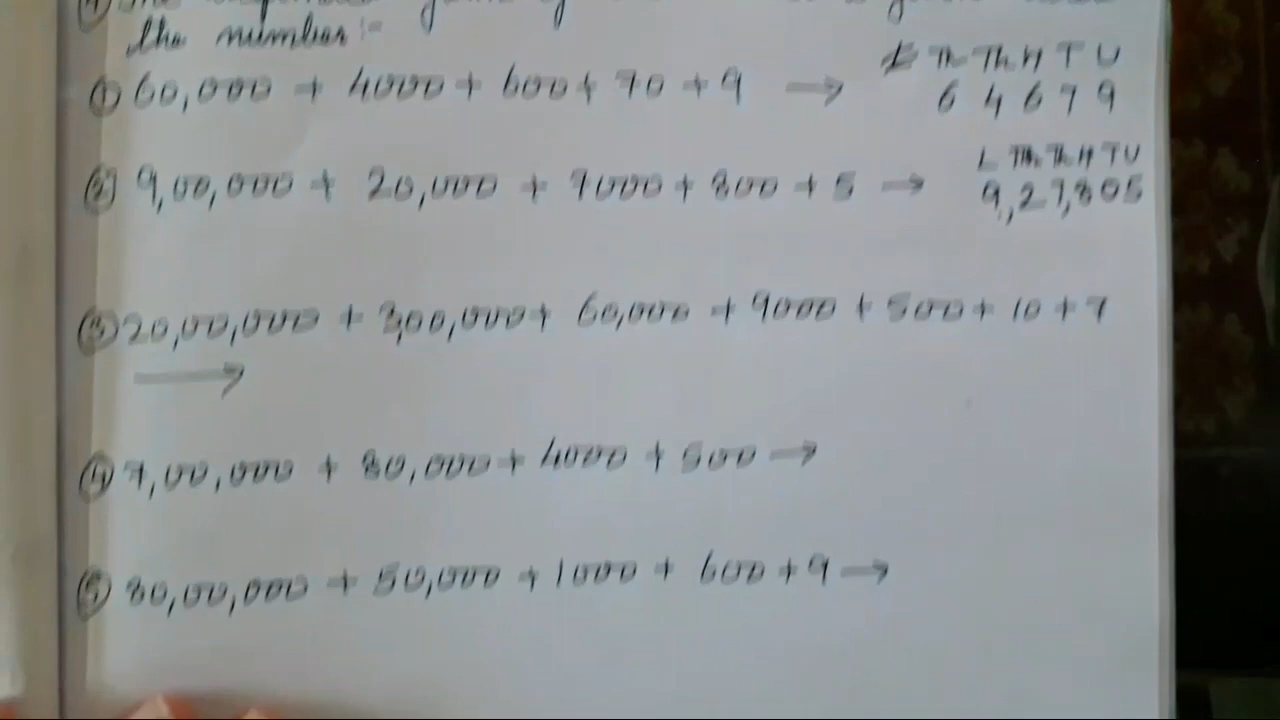 the number :-
① 60,000 + 4000 + 600 + 70 + 9 → L TTh Th H T U
6 4 6 7 9
② 9,00,000 + 20,000 + 7000 + 800 + 5 → L TTh Th H T U
9,27,805
③ 20,00,000 + 3,00,000 + 60,000 + 9000 + 500 + 10 + 7
→
④ 7,00,000 + 80,000 + 4000 + 500 →
⑤ 80,00,000 + 50,000 + 1000 + 600 + 9 →